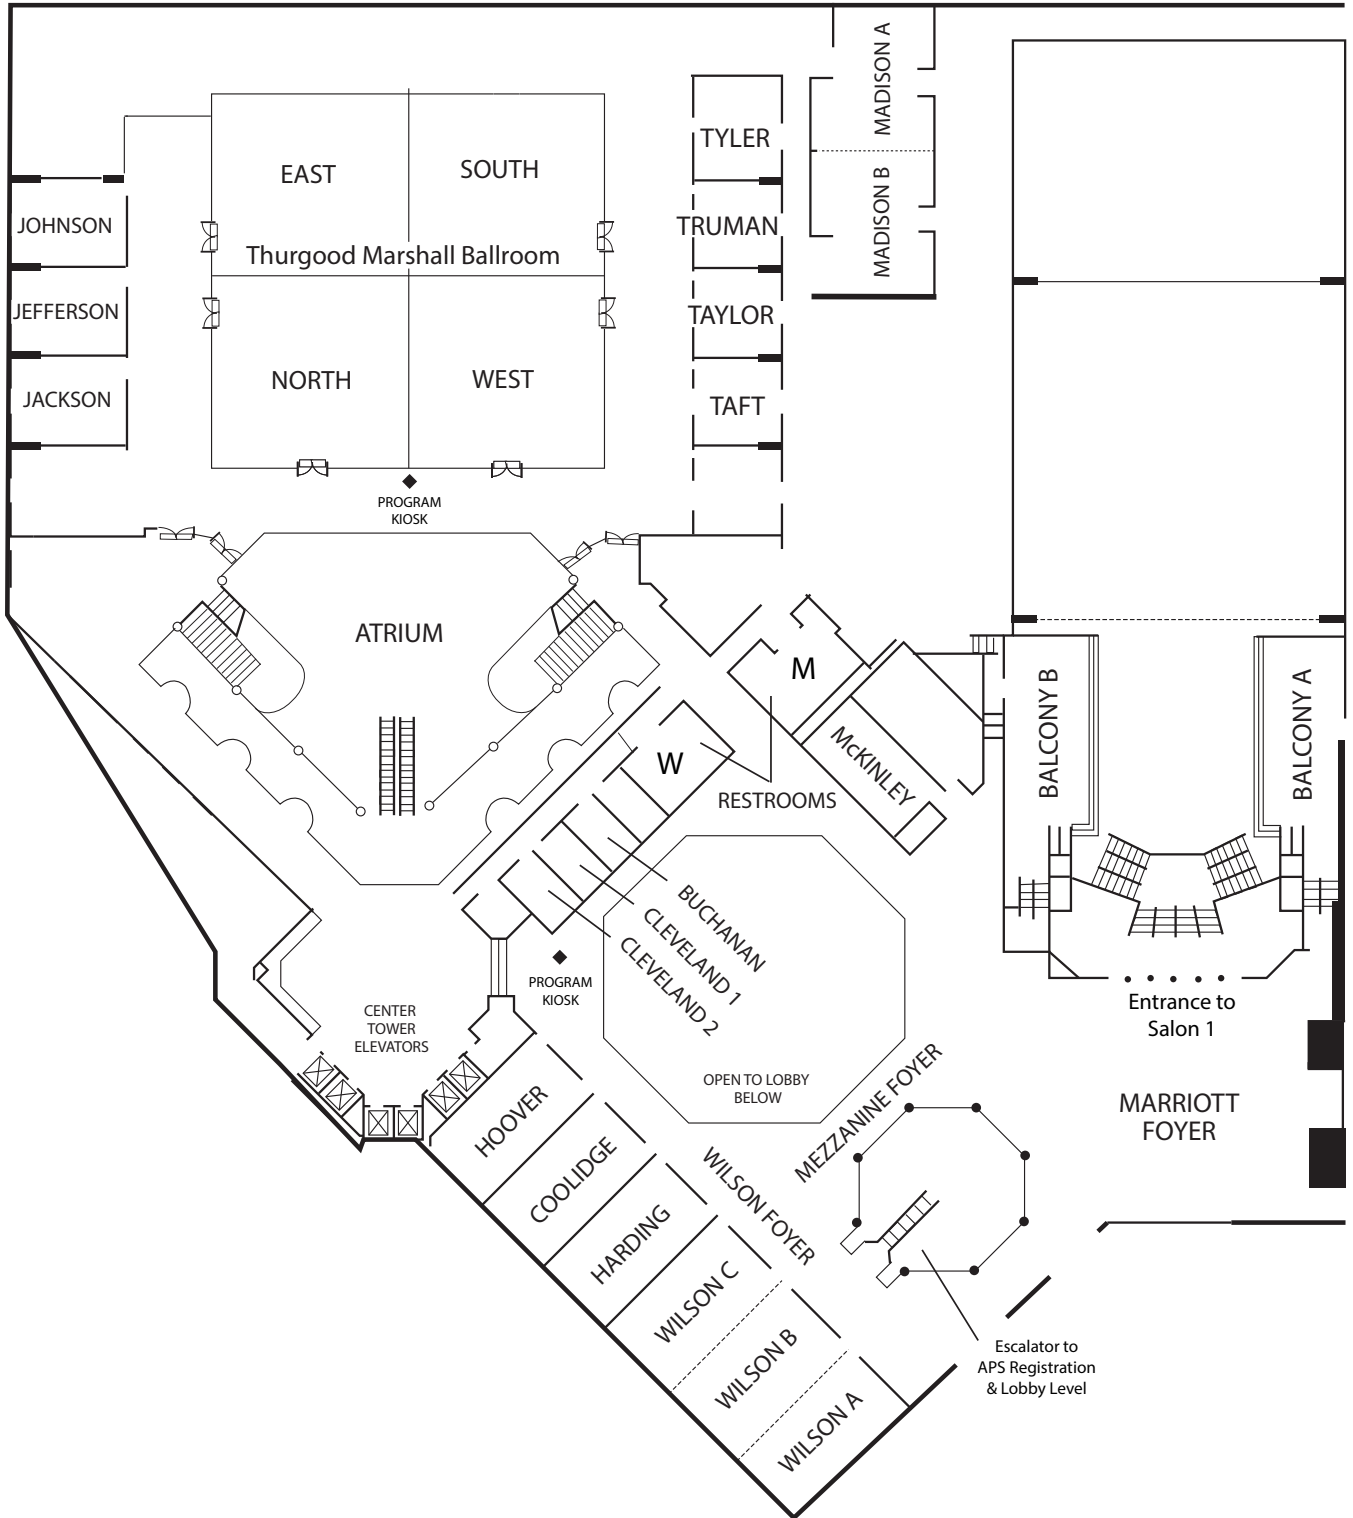 MADISON A
TYLER
EAST
SOUTH
MADISON B
JOHNSON
TRUMAN
Thurgood Marshall Ballroom
JEFFERSON
TAYLOR
NORTH
WEST
JACKSON
TAFT
PROGRAM
KIOSK
ATRIUM
M
BALCONY B
BALCONY A
McKINLEY
W
RESTROOMS
BUCHANAN
CLEVELAND 1
CLEVELAND 2
PROGRAM
KIOSK
CENTER
TOWER
ELEVATORS
Entrance to
Salon 1
OPEN TO LOBBY
BELOW
MEZZANINE FOYER
MARRIOTT
FOYER
HOOVER
COOLIDGE
HARDING
WILSON FOYER
WILSON C
WILSON B
WILSON A
Escalator to
APS Registration
& Lobby Level